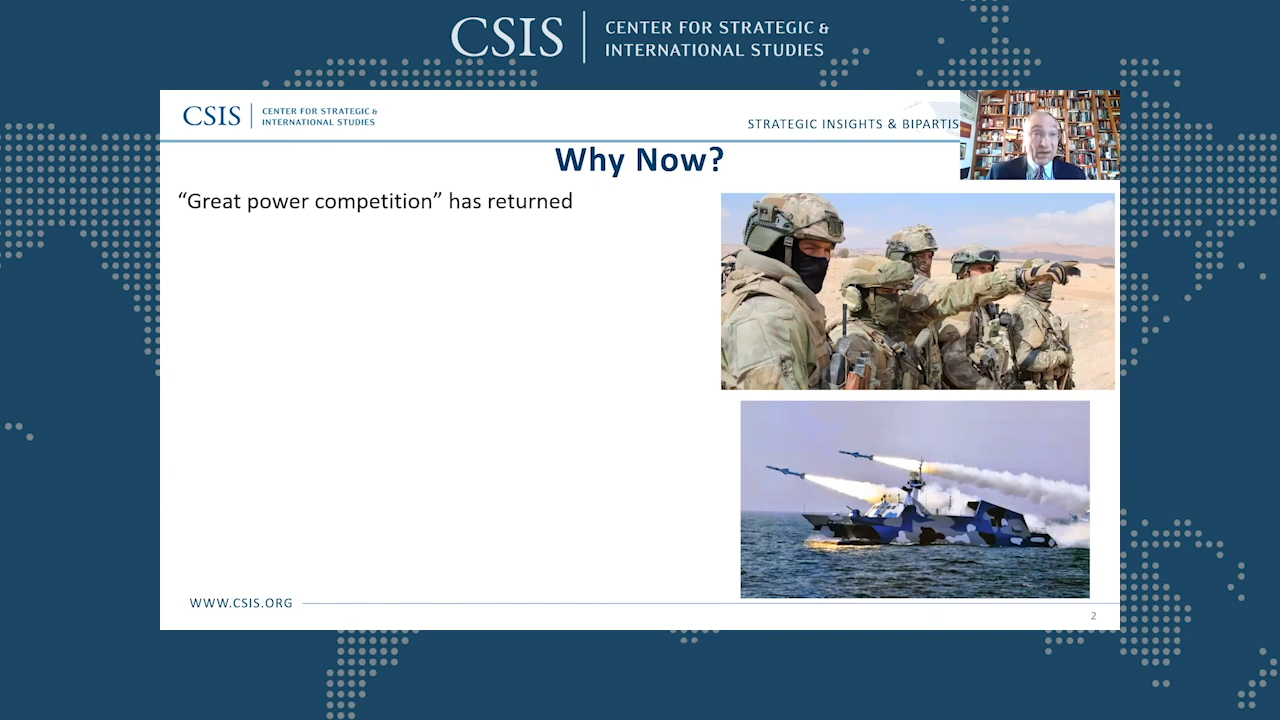 CSIS
CENTER FOR STRATEGIC &
INTERNATIONAL STUDIES
CSIS
CENTER FOR STRATEGIC &
INTERNATIONAL STUDIES
STRATEGIC INSIGHTS & BIPARTIS
Why Now?
“Great power competition” has returned
WWW.CSIS.ORG
2